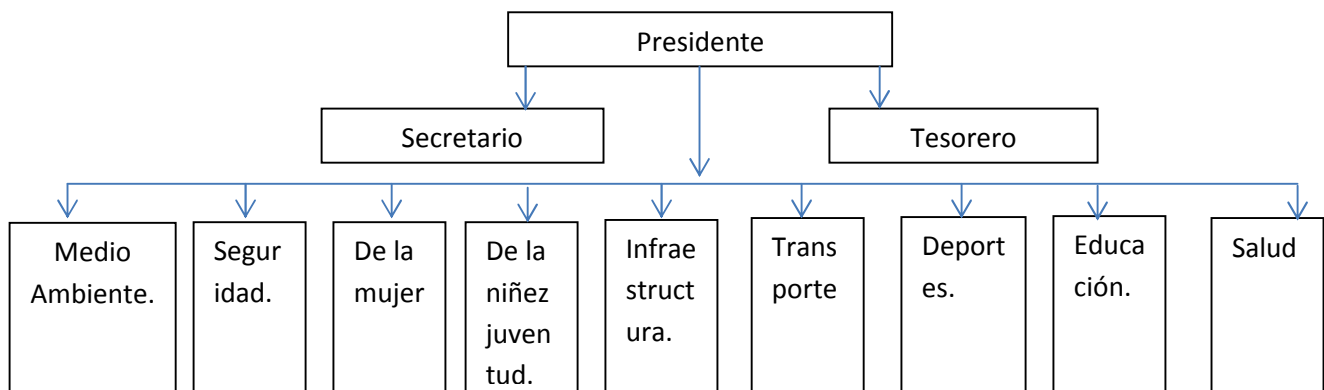 Presidente
Secretario
Tesorero
Medio
Ambiente.
Segur
idad.
De la
mujer
De la
niñez
juven
tud.
Infrae
struct
ura.
Trans
porte
Deport
es.
Educa
ción.
Salud